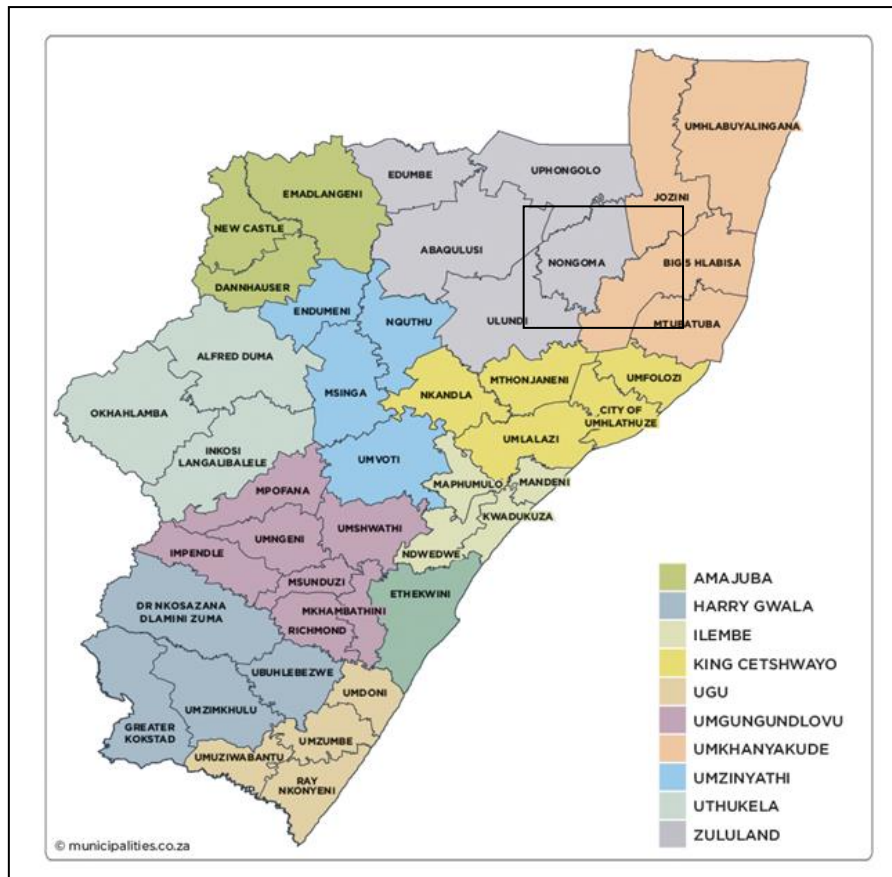 UMHLABUYALINGANA
EDUMBE
UPHONGOLO
EMADLANGENI
JOZINI
NEW CASTLE
ABAQULUSI
NONGOMA
BIG 5 HLABISA
DANNHAUSER
ENDUMENI
NQUTHU
ULUNDI
MTUBATUBA
ALFRED DUMA
MSINGA
NKANDLA
MTHONJANENI
UMFOLOZI
OKHAHLAMBA
CITY OF
UMHLATHUZE
INKOSI
LANGALIBALELE
UMVOTI
UMLALAZI
MAPHUMULO
MANDENI
MPOFANA
KWADUKUZA
UMSHWATHI
UMNGENI
IMPENDLE
NDWEDWE
MSUNDUZI
ETHEKWINI
DR NKOSAZANA
DLAMINI ZUMA
MKHAMBATHINI
RICHMOND
UBUHLEBEZWE
UMDONI
UMZIMKHULU
GREATER
KOKSTAD
UMZUMBE
UMUZIWABANTU
RAY
NKONYENI
AMAJUBA
HARRY GWALA
ILEMBE
KING CETSHWAYO
UGU
UMGUNGUNDLOVU
UMKHANYAKUDE
UMZINYATHI
UTHUKELA
ZULULAND
© municipalities.co.za